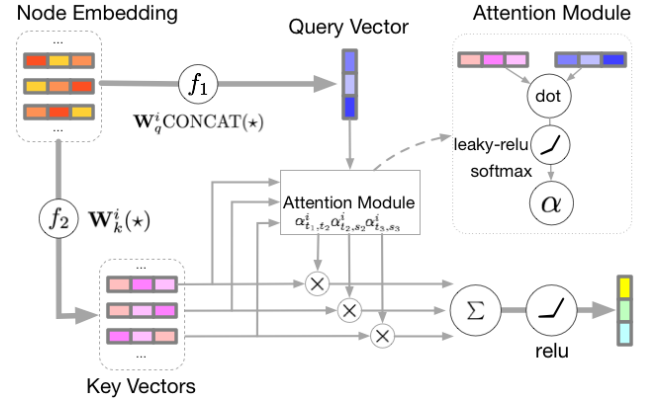 Node Embedding
...
...
f₁
W_q^i CONCAT(⋆)
Query Vector
Attention Module
dot
leaky-relu
softmax
α
f₂
W_k^i(⋆)
Attention Module
α^i_{t₁,t₂} α^i_{t₂,s₂} α^i_{t₃,s₃}
...
...
Key Vectors
×
×
×
Σ
relu